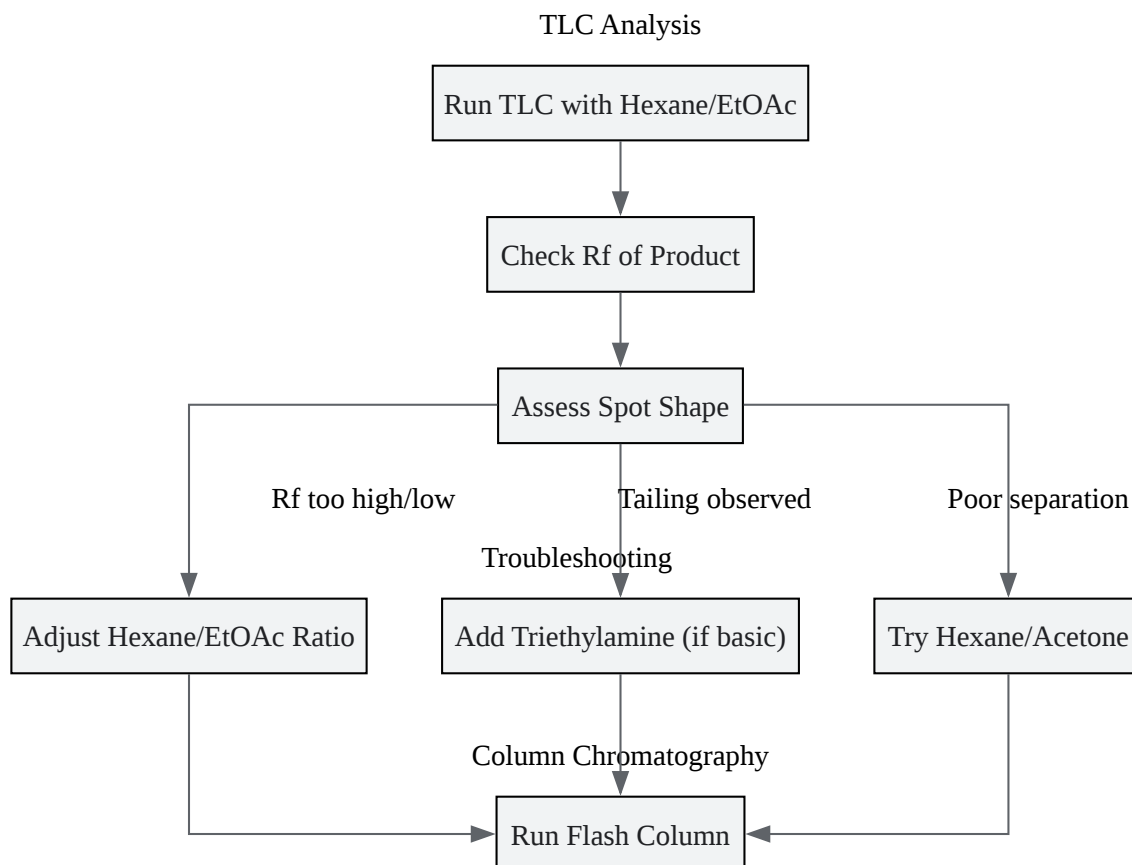 TLC Analysis
Run TLC with Hexane/EtOAc
Check Rf of Product
Assess Spot Shape
Rf too high/low
Tailing observed
Poor separation
Troubleshooting
Adjust Hexane/EtOAc Ratio
Add Triethylamine (if basic)
Try Hexane/Acetone
Column Chromatography
Run Flash Column